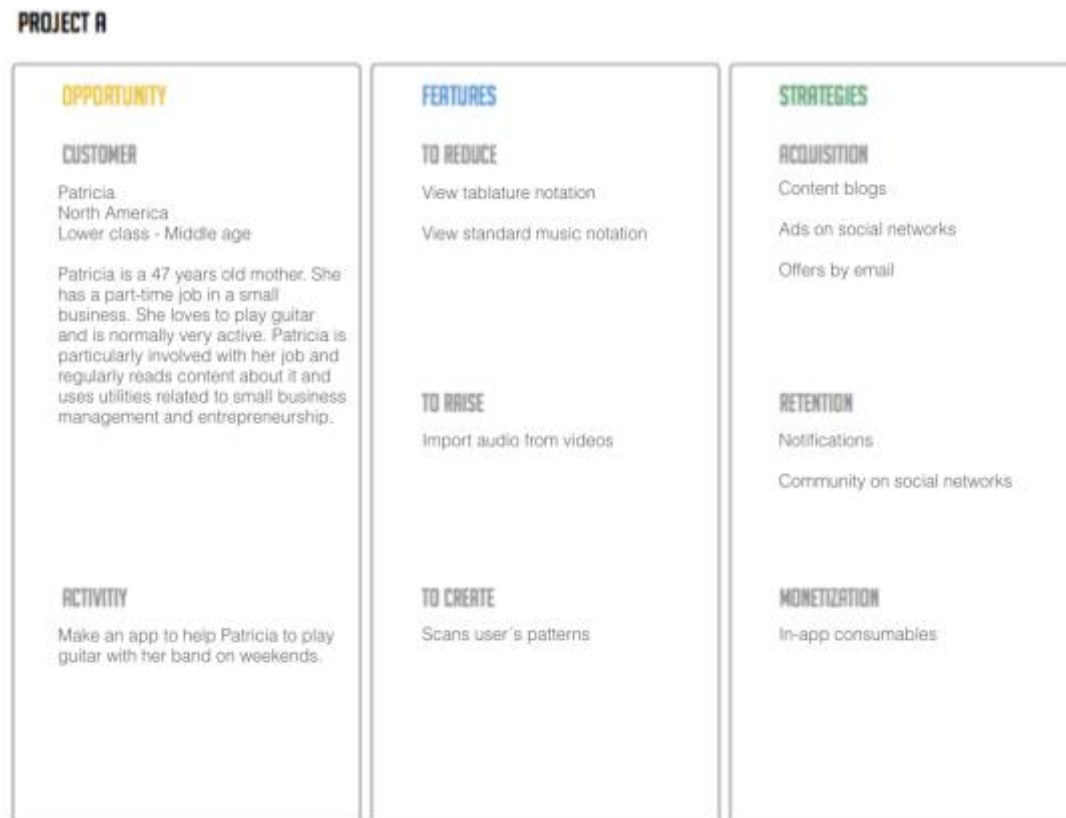 PROJECT A
OPPORTUNITY
CUSTOMER
Patricia
North America
Lower class - Middle age
Patricia is a 47 years old mother. She
has a part-time job in a small
business. She loves to play guitar
and is normally very active. Patricia is
particularly involved with her job and
regularly reads content about it and
uses utilities related to small business
management and entrepreneurship.
ACTIVITIY
Make an app to help Patricia to play
guitar with her band on weekends.
FEATURES
TO REDUCE
View tablature notation
View standard music notation
TO RAISE
Import audio from videos
TO CREATE
Scans user´s patterns
STRATEGIES
ACQUISITION
Content blogs
Ads on social networks
Offers by email
RETENTION
Notifications
Community on social networks
MONETIZATION
In-app consumables